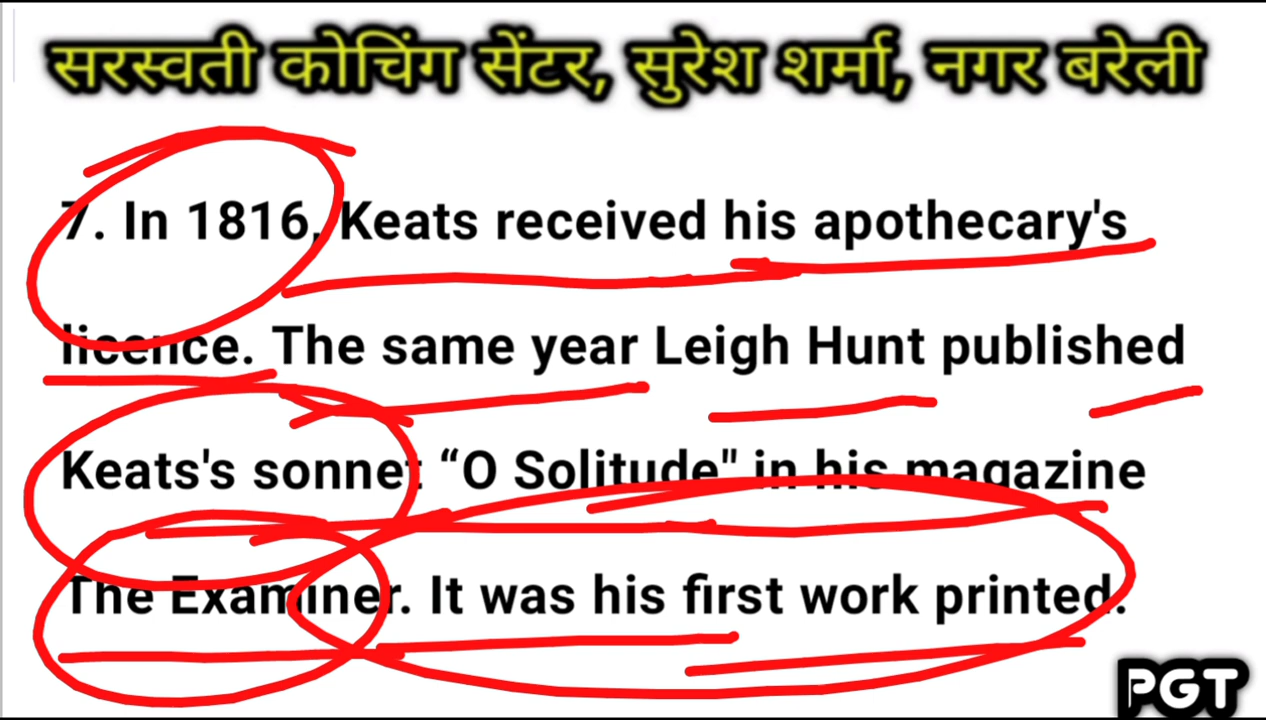 सरस्वती कोचिंग सेंटर, सुरेश शर्मा, नगर बरेली
7. In 1816, Keats received his apothecary's
licence. The same year Leigh Hunt published
Keats's sonnet “O Solitude" in his magazine
The Examiner. It was his first work printed.
PGT